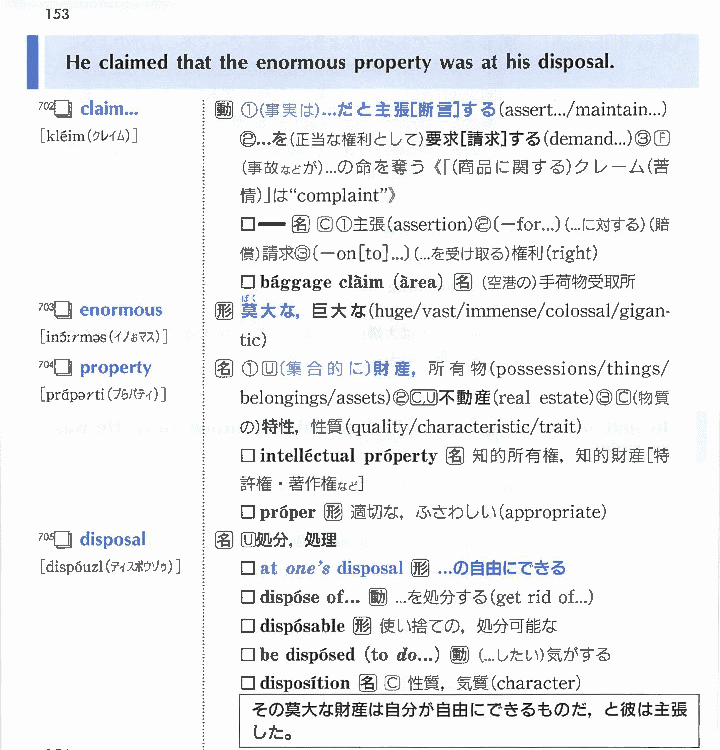 153
He claimed that the enormous property was at his disposal.
702 claim... 動 ①(事実は)…だと主張[断言]する(assert.../maintain...)
[kléim(クレイム)] ②…を(正当な権利として)要求[請求]する(demand...)③Ⓕ
(事故などが)…の命を奪う《「(商品に関する)クレーム(苦
情)」は“complaint”》
□━ 名 Ⓒ①主張(assertion)②(—for...)(…に対する)(賠
償)請求③(—on[to]...)(…を受け取る)権利(right)
□ bággage clàim (àrea) 名 (空港の)手荷物受取所
703 enormous 形 莫大な，巨大な(huge/vast/immense/colossal/gigan-
ばく
[inɔ́ːrməs(イノぉマス)] tic)
704 property 名 ①Ⓤ(集合的に)財産，所有物(possessions/things/
[prápərti(プらパティ)] belongings/assets)②C,U不動産(real estate)③Ⓒ(物質
の)特性，性質(quality/characteristic/trait)
□ intelléctual próperty 名 知的所有権，知的財産[特
許権・著作権など]
□ próper 形 適切な，ふさわしい(appropriate)
705 disposal 名 Ⓤ処分，処理
[dispóuzl(ディスポウゾぅ)] □ at one's disposal 形 …の自由にできる
□ dispóse of... 動 …を処分する(get rid of...)
□ dispósable 形 使い捨ての，処分可能な
□ be dispósed (to do...) 動 (…したい)気がする
□ disposítion 名 Ⓒ 性質，気質(character)
その莫大な財産は自分が自由にできるものだ，と彼は主張
した。